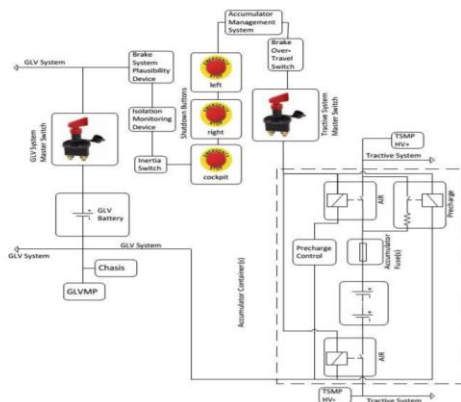 Accumulator
Management
System
GLV System
Brake
System
Plausibility
Device
left
Brake
Over-
Travel
Switch
GLV System
Master Switch
Isolation
Monitoring
Device
Shutdown Buttons
right
Tractive System
Master Switch
Inertia
Switch
cockpit
TSMP
HV+
Tractive System
GLV
Battery
AIR
Precharge
Precharge
Control
Accumulator
Fuse(s)
GLV System
GLV System
Accumulator Container(s)
Chasis
GLVMP
AIR
TSMP
HV-
Tractive System